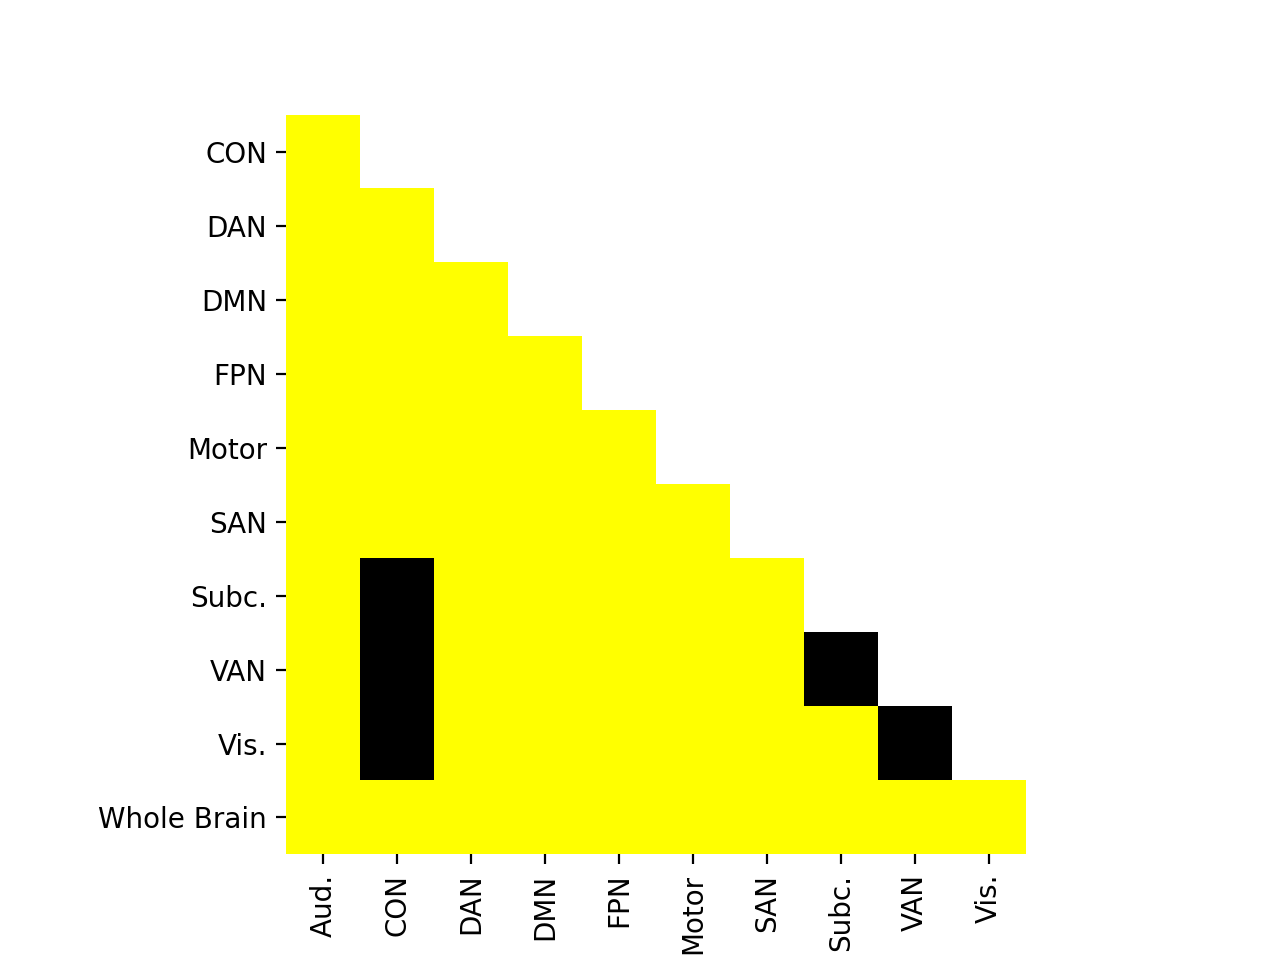 CON
DAN
DMN
FPN
Motor
SAN
Subc.
VAN
Vis.
Whole Brain
Aud.
CON
DAN
DMN
FPN
Motor
SAN
Subc.
VAN
Vis.